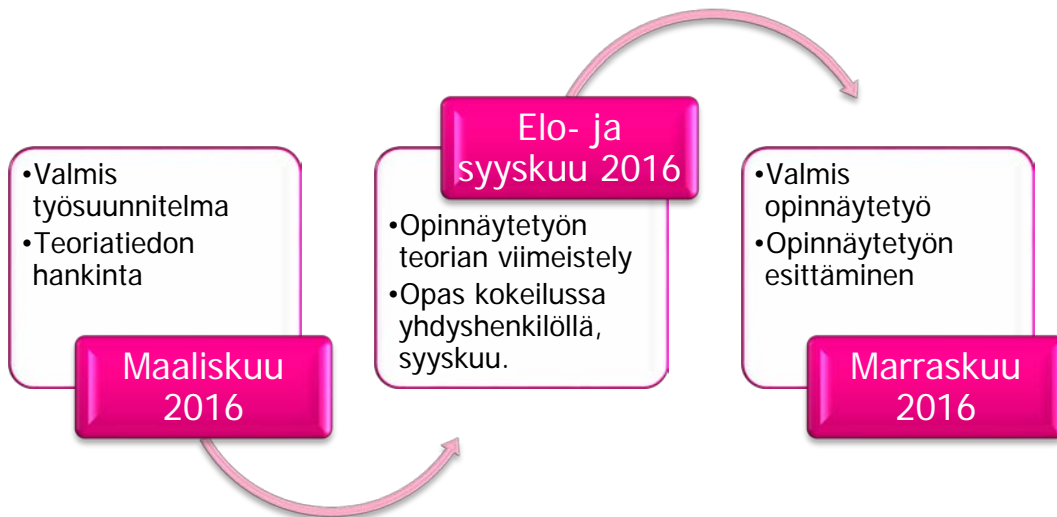 •Valmis
työsuunnitelma
•Teoriatiedon
hankinta
Maaliskuu
2016
Elo- ja
syyskuu 2016
•Opinnäytetyön
teorian viimeistely
•Opas kokeilussa
yhdyshenkilöllä,
syyskuu.
•Valmis
opinnäytetyö
•Opinnäytetyön
esittäminen
Marraskuu
2016